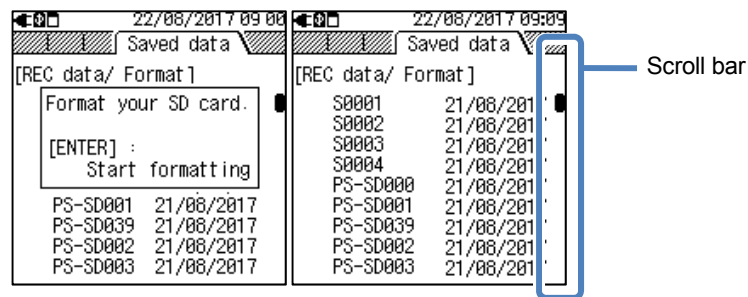 22/08/2017 09 00
Saved data
[REC data/ Format]
Format your SD card.
[ENTER] :
Start formatting
PS-SD001 21/08/2017
PS-SD039 21/08/2017
PS-SD002 21/08/2017
PS-SD003 21/08/2017
22/08/2017 09:09
Saved data
[REC data/ Format]
S0001 21/08/201
S0002 21/08/201
S0003 21/08/201
S0004 21/08/201
PS-SD000 21/08/201
PS-SD001 21/08/201
PS-SD039 21/08/201
PS-SD002 21/08/201
PS-SD003 21/08/201
Scroll bar